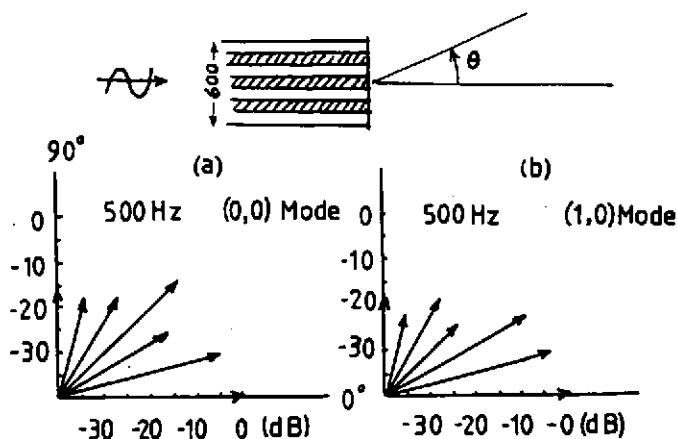 600
θ
90°
(a)
(b)
500 Hz (0,0) Mode
500 Hz (1,0) Mode
0
-10
-20
-30
0
-10
-20
-30
0°
-30 -20 -10 0 (dB)
-30 -20 -10 -0 (dB)